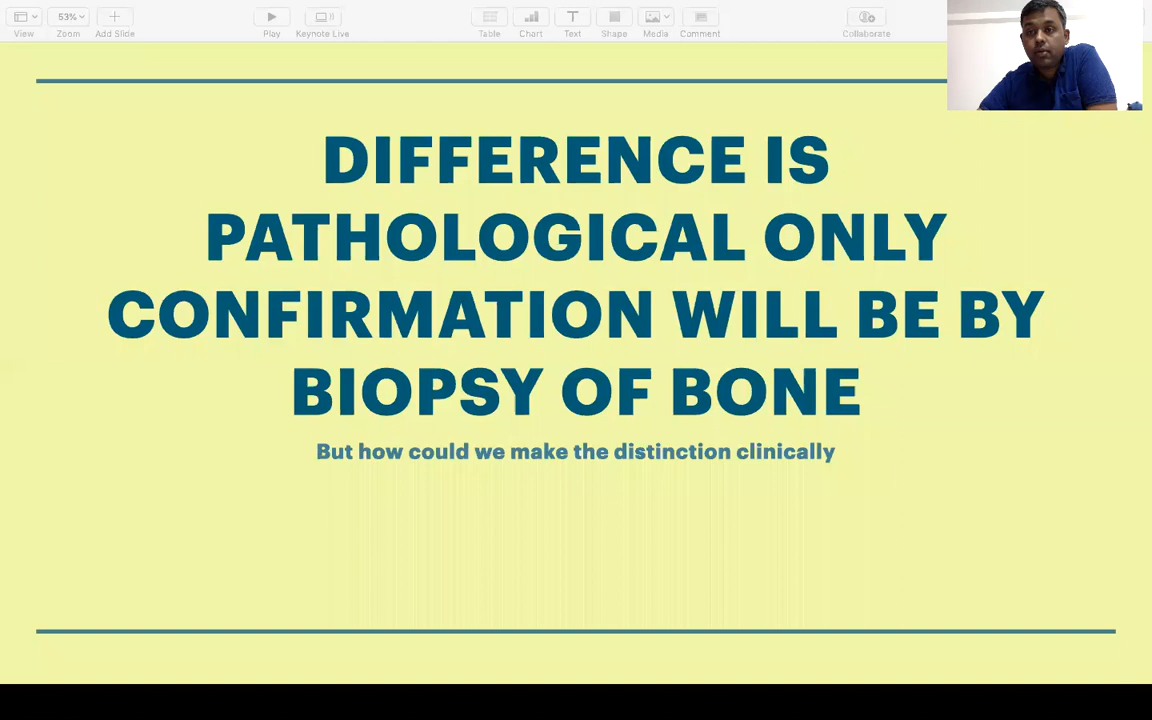 53%
View
Zoom
Add Slide
Play
Keynote Live
Table
Chart
Text
Shape
Media
Comment
Collaborate
DIFFERENCE IS
PATHOLOGICAL ONLY
CONFIRMATION WILL BE BY
BIOPSY OF BONE
But how could we make the distinction clinically